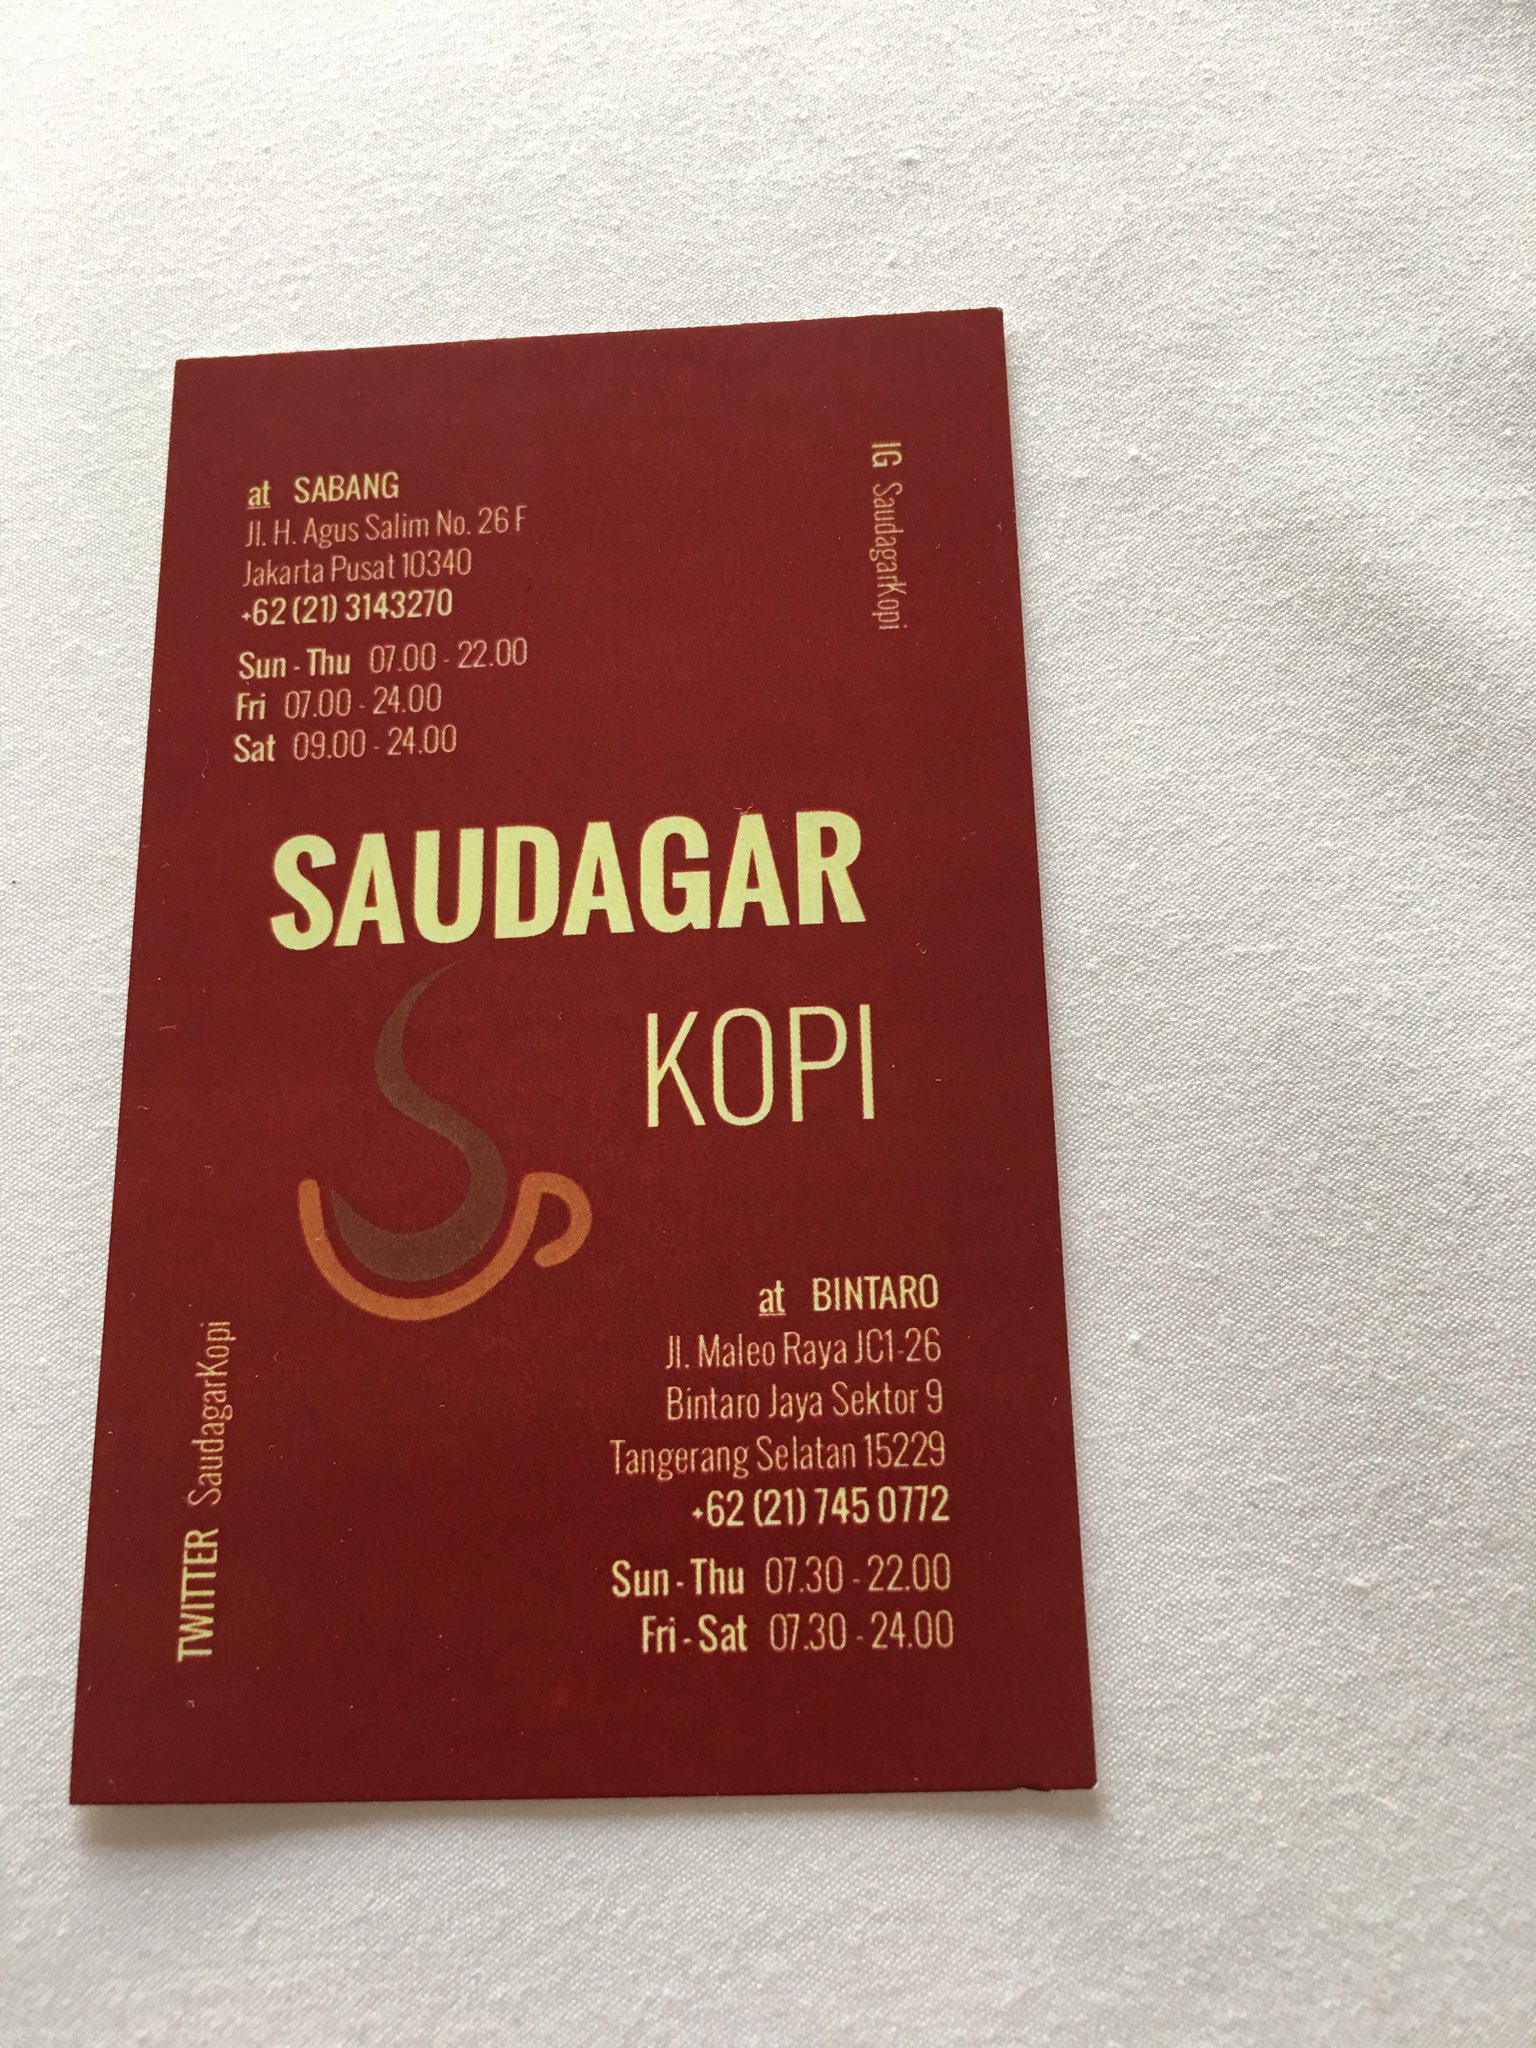 at SABANG
Jl. H. Agus Salim No. 26 F
Jakarta Pusat 10340
+62 (21) 3143270
Sun - Thu 07.00 - 22.00
Fri 07.00 - 24.00
Sat 09.00 - 24.00
IG SaudagarKopi
SAUDAGAR
KOPI
at BINTARO
Jl. Maleo Raya JC1-26
Bintaro Jaya Sektor 9
Tangerang Selatan 15229
+62 (21) 745 0772
Sun - Thu 07.30 - 22.00
Fri - Sat 07.30 - 24.00
TWITTER SaudagarKopi